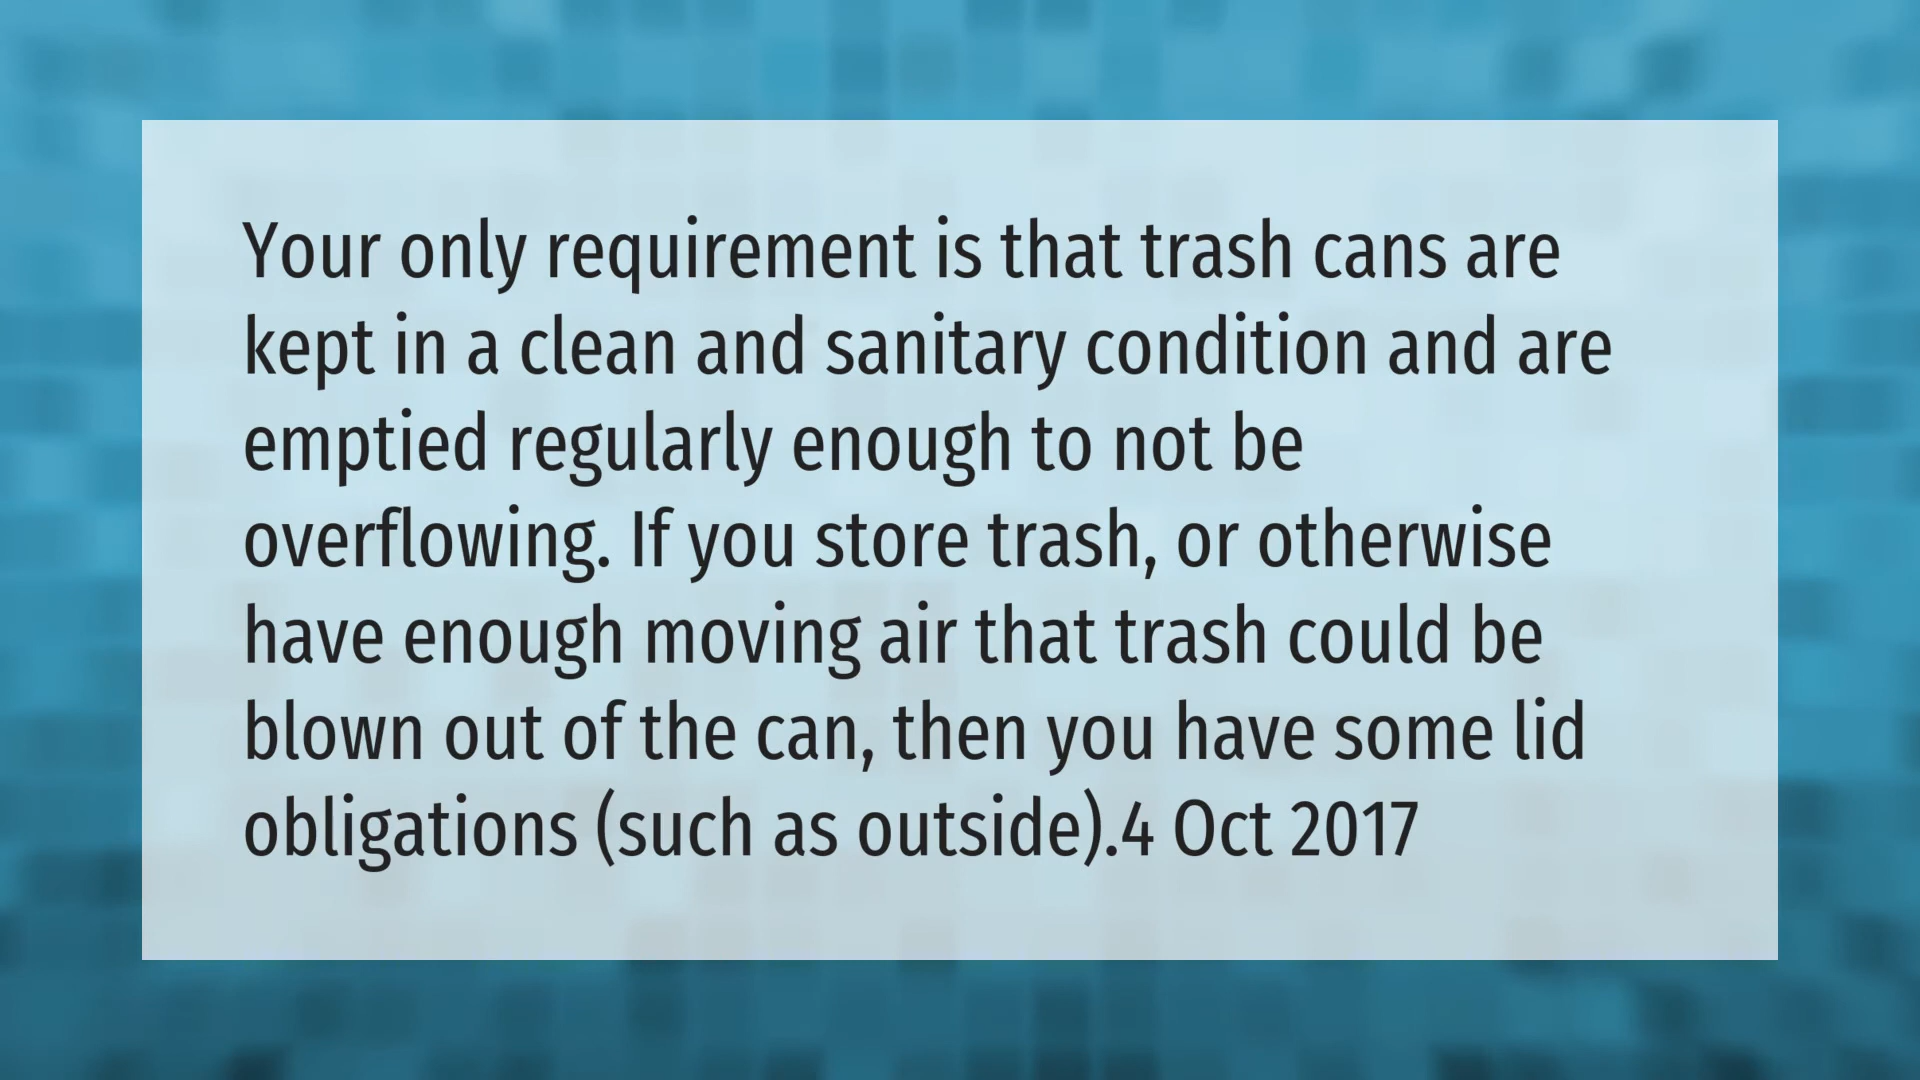 Your only requirement is that trash cans are
kept in a clean and sanitary condition and are
emptied regularly enough to not be
overflowing. If you store trash, or otherwise
have enough moving air that trash could be
blown out of the can, then you have some lid
obligations (such as outside).4 Oct 2017